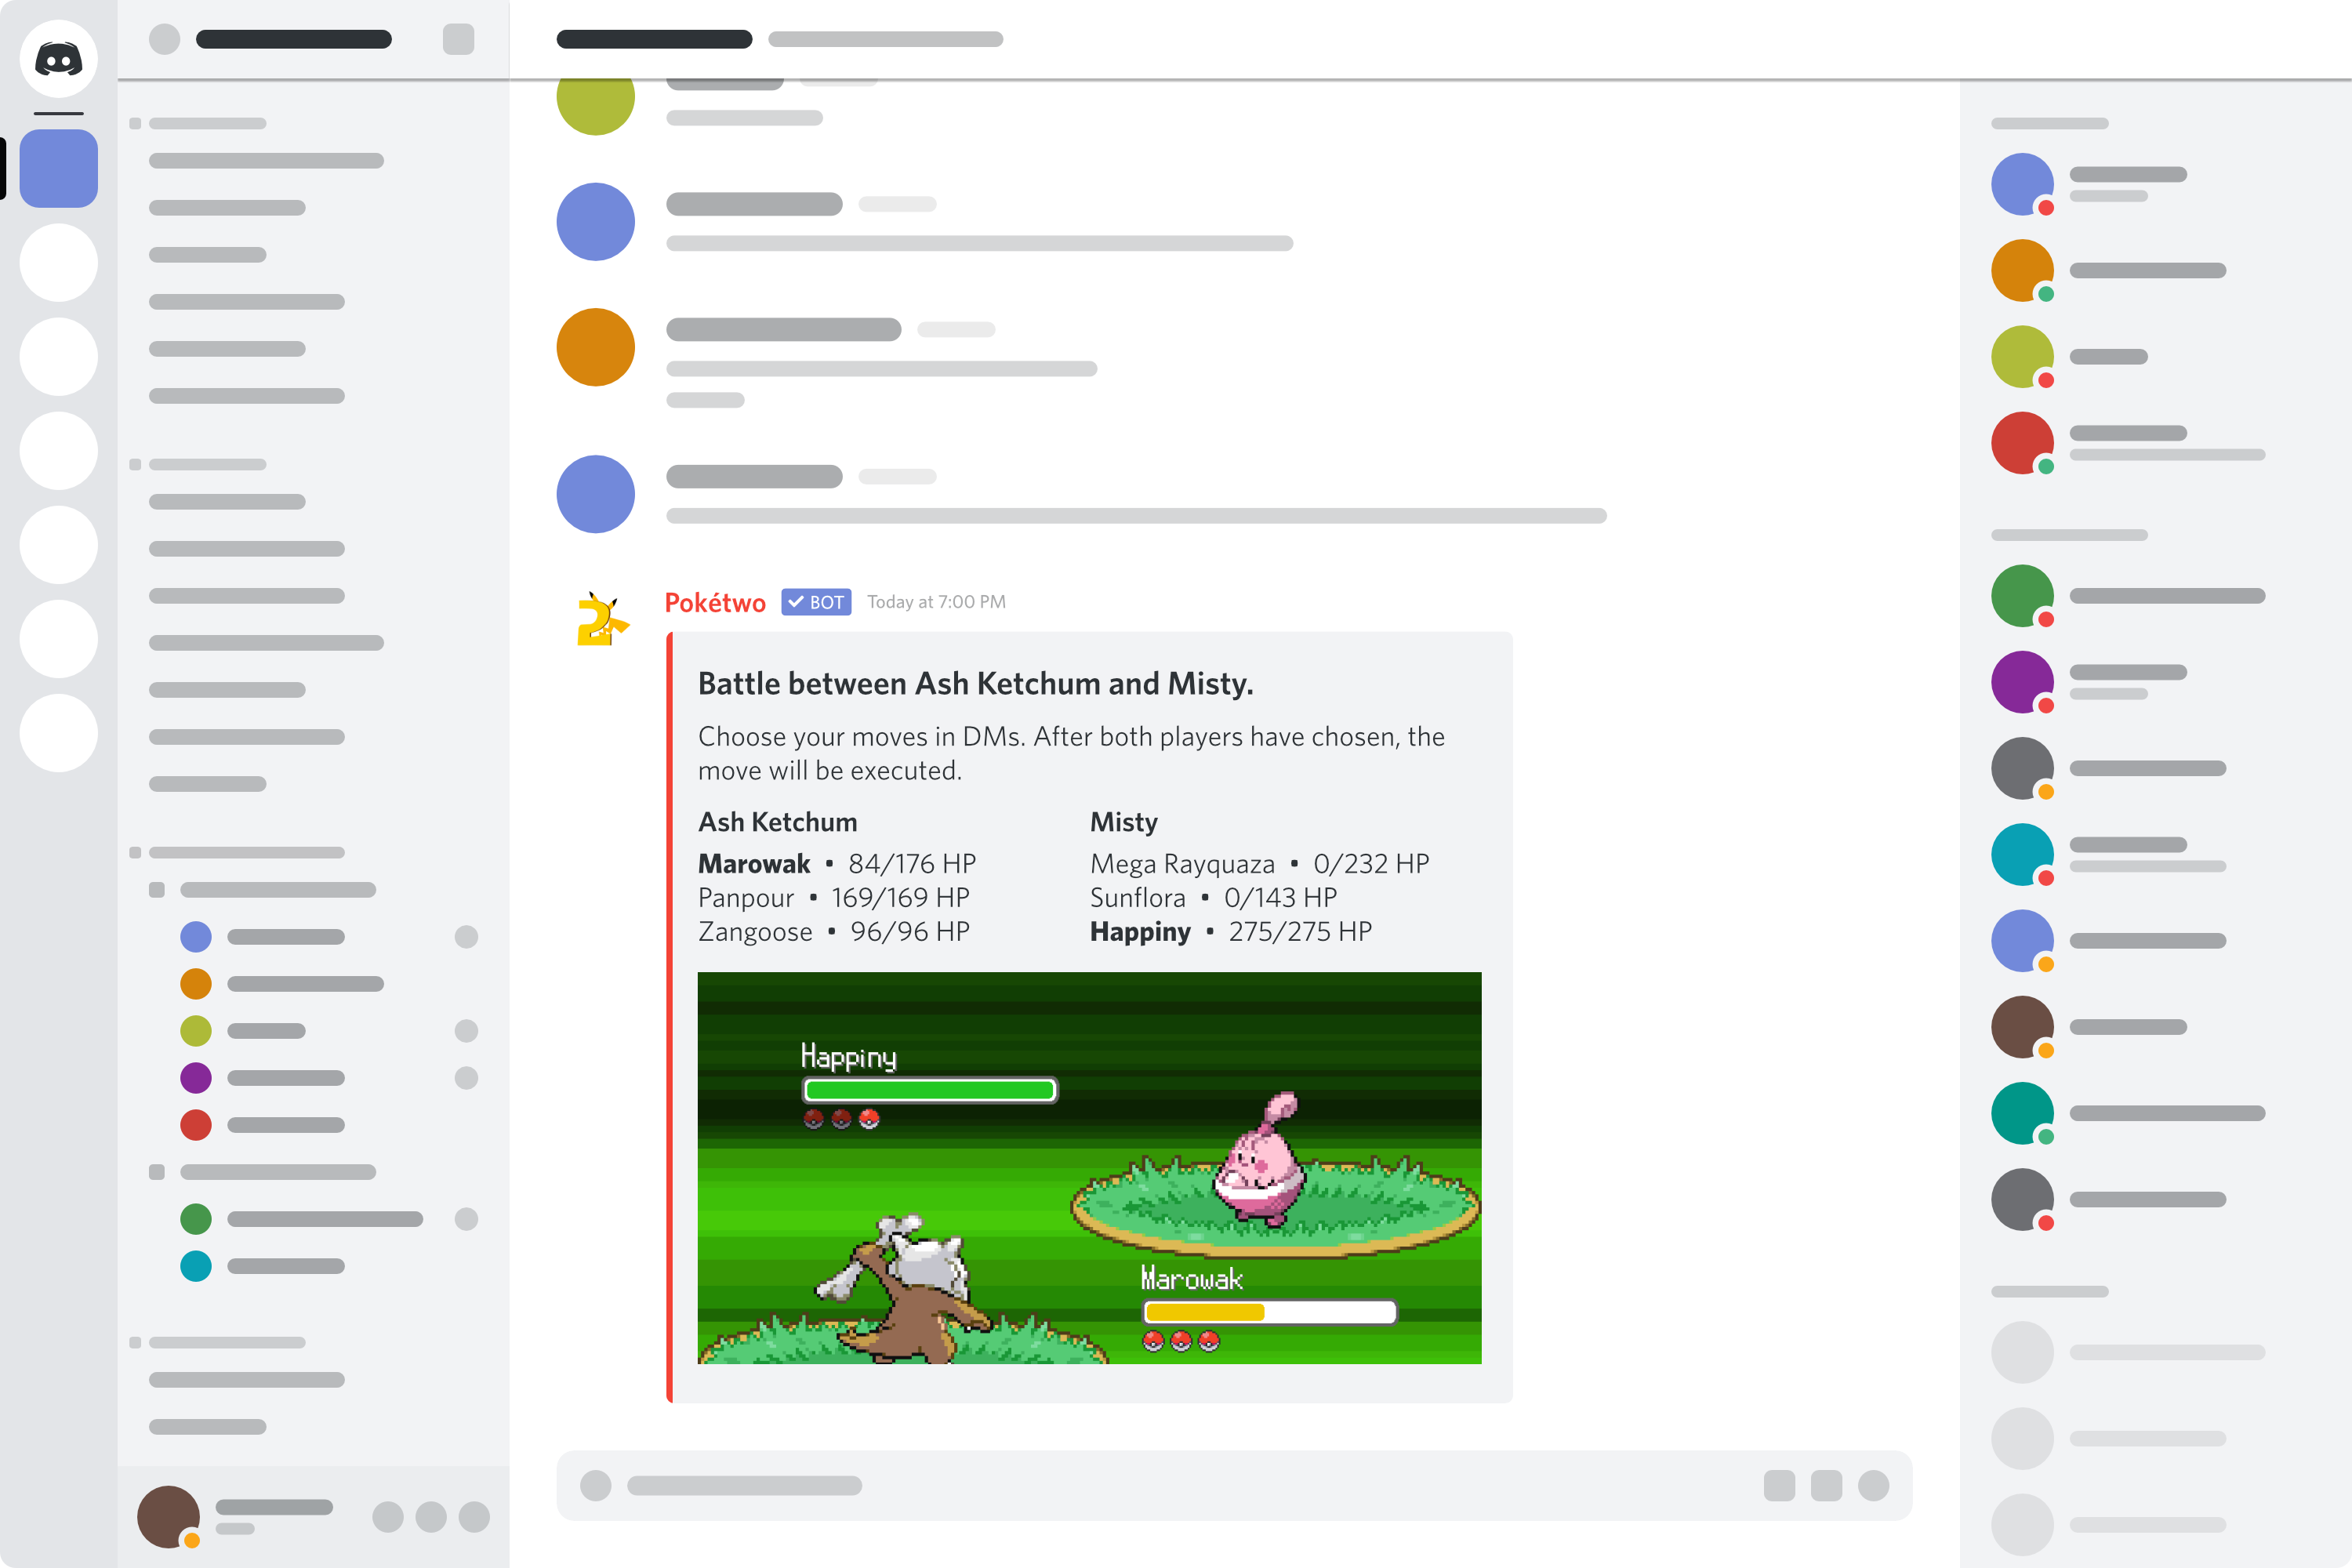 Pokétwo BOT Today at 7:00 PM
Battle between Ash Ketchum and Misty.
Choose your moves in DMs. After both players have chosen, the
move will be executed.
Ash Ketchum
Marowak • 84/176 HP
Panpour • 169/169 HP
Zangoose • 96/96 HP
Misty
Mega Rayquaza • 0/232 HP
Sunflora • 0/143 HP
Happiny • 275/275 HP
Happiny
Marowak